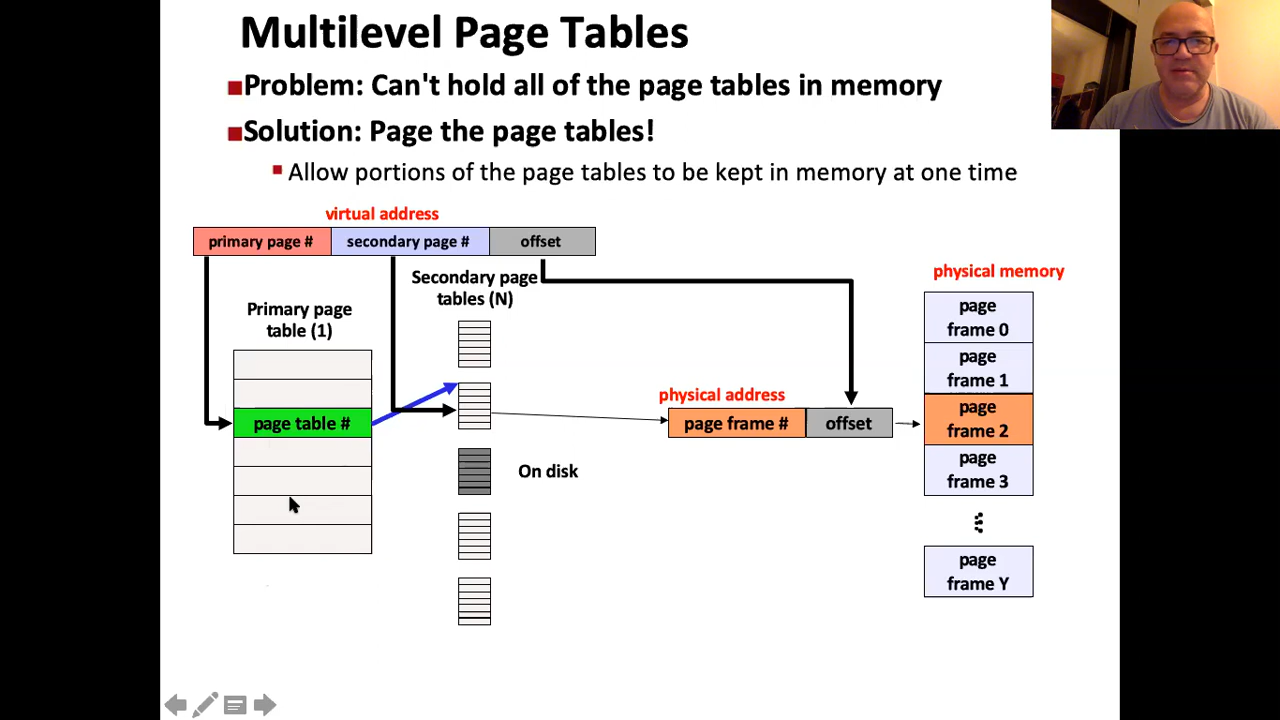 Multilevel Page Tables
Problem: Can't hold all of the page tables in memory
Solution: Page the page tables!
Allow portions of the page tables to be kept in memory at one time
virtual address
primary page #
secondary page #
offset
Secondary page
tables (N)
Primary page
table (1)
page table #
On disk
physical address
page frame #
offset
physical memory
page
frame 0
page
frame 1
page
frame 2
page
frame 3
page
frame Y